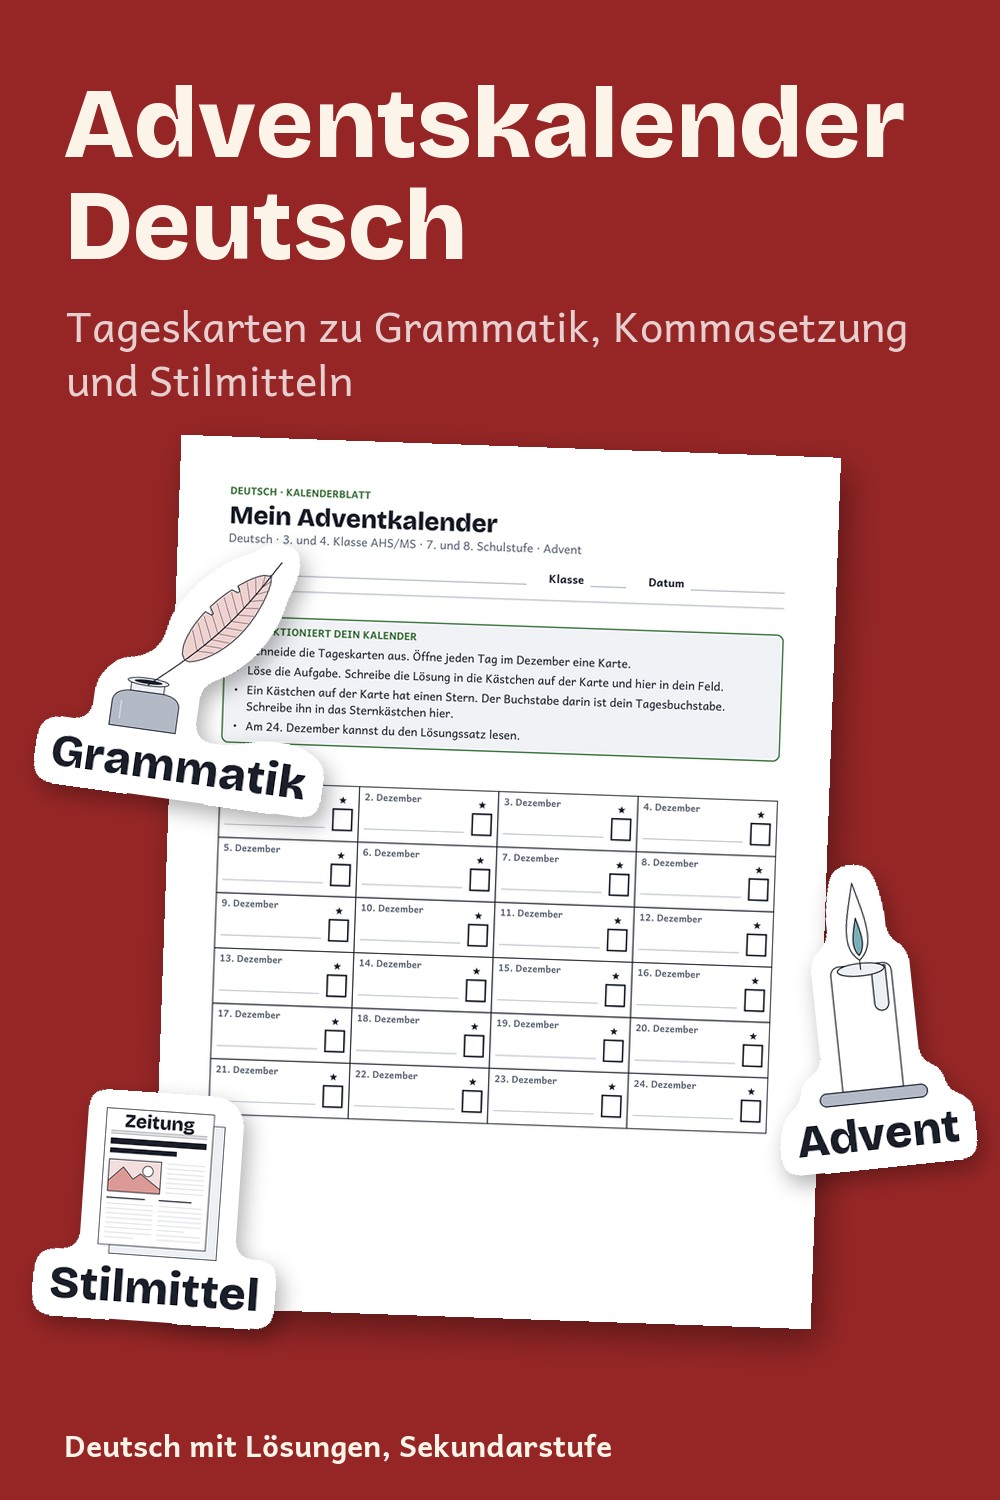 Adventskalender
Deutsch
Tageskarten zu Grammatik, Kommasetzung
und Stilmitteln
DEUTSCH · KALENDERBLATT
Mein Adventkalender
Deutsch · 3. und 4. Klasse AHS/MS · 7. und 8. Schulstufe · Advent
Klasse Datum
DEIN KALENDER
die Tageskarten aus. Öffne jeden Tag im Dezember eine Karte.
Löse die Aufgabe. Schreibe die Lösung in die Kästchen auf der Karte und hier in dein Feld.
• Ein Kästchen auf der Karte hat einen Stern. Der Buchstabe darin ist dein Tagesbuchstabe.
Schreibe ihn in das Sternkästchen hier.
• Am 24. Dezember kannst du den Lösungssatz lesen.
Grammatik
★ 2. Dezember ★ 3. Dezember ★ 4. Dezember ★
5. Dezember ★ 6. Dezember ★ 7. Dezember ★ 8. Dezember ★
9. Dezember ★ 10. Dezember ★ 11. Dezember ★ 12. Dezember ★
13. Dezember ★ 14. Dezember ★ 15. Dezember ★ 16. Dezember ★
17. Dezember ★ 18. Dezember ★ 19. Dezember ★ 20. Dezember ★
21. Dezember ★ 22. Dezember ★ 23. Dezember ★ 24. Dezember ★
Advent
Zeitung
Stilmittel
Deutsch mit Lösungen, Sekundarstufe